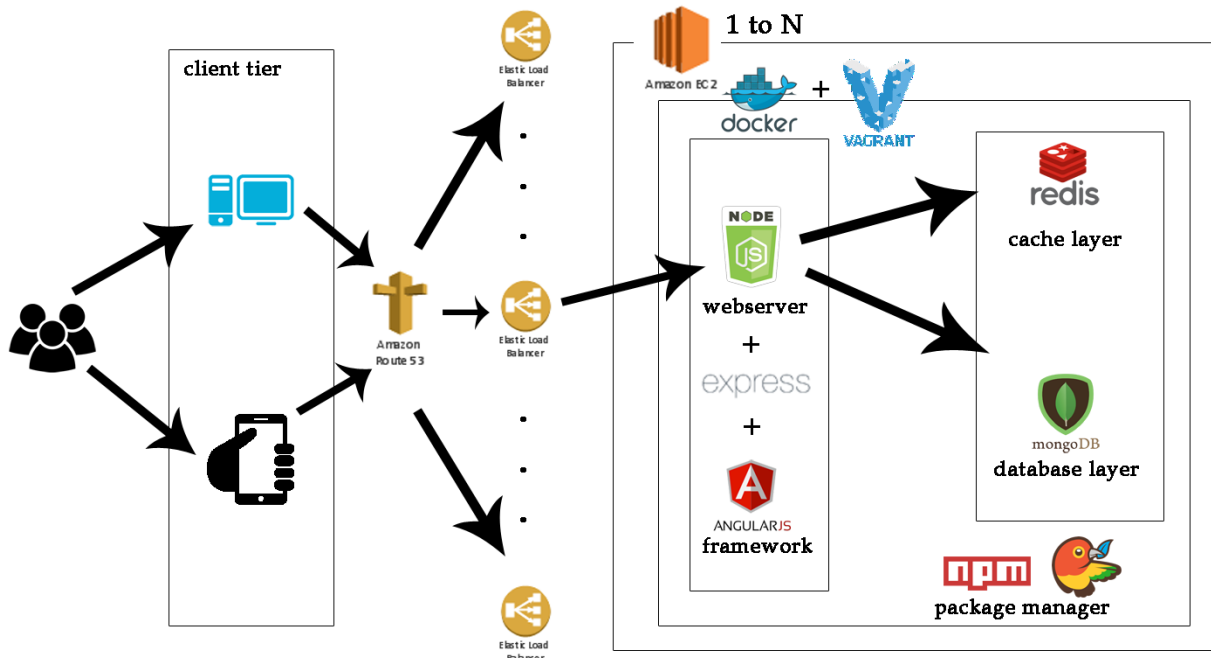 client tier
Elastic Load
Balancer
1 to N
Amazon EC2
docker
+
VAGRANT
redis
cache layer
NODE
JS
webserver
+
express
+
ANGULARJS
framework
Amazon
Route 53
Elastic Load
Balancer
mongoDB
database layer
A
npm
package manager
Elastic Load
Balancer